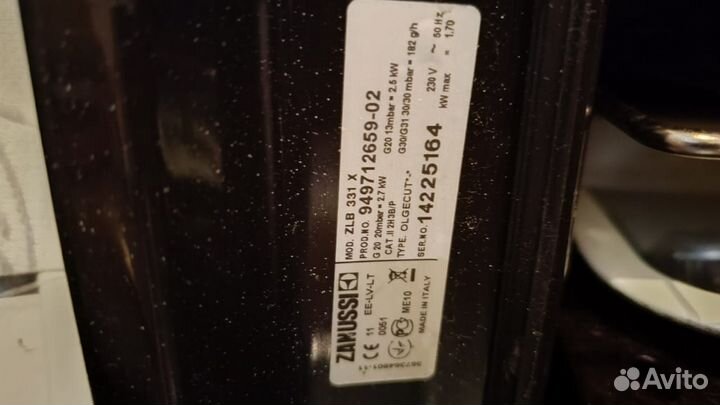 ZANUSSI
CE 11 EE-LV-LT
0051
ME10
MADE IN ITALY
MOD. ZLB 331 X
PROD.NO. 949712659-02
G 20 20mbar = 2.7 kW G20 13mbar = 2.5 kW
CAT. II 2H3B/P G30/G31 30/30 mbar = 182 g/h
TYPE. OLGECUT*-* 230 V ~ 50 Hz
SER.NO. 14225164 kW max = 1.70
Avito